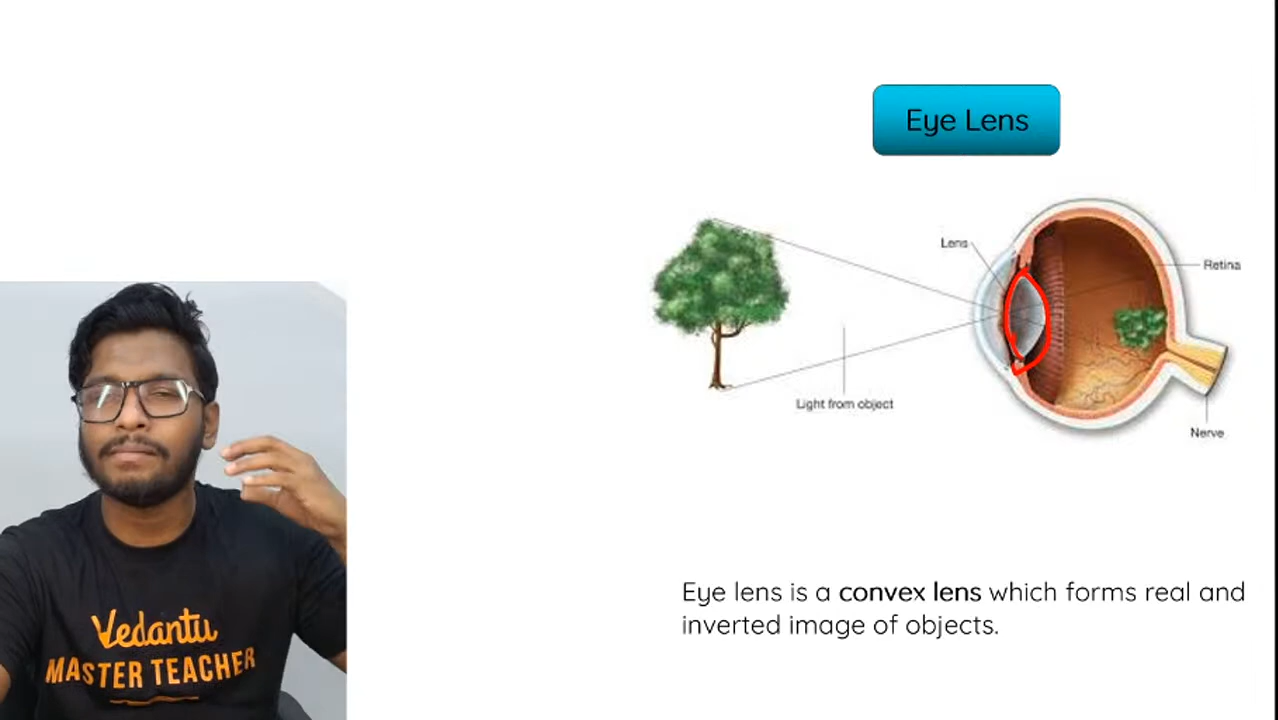 Eye Lens
Lens
Retina
Light from object
Nerve
Eye lens is a convex lens which forms real and
inverted image of objects.
Vedantu
MASTER TEACHER